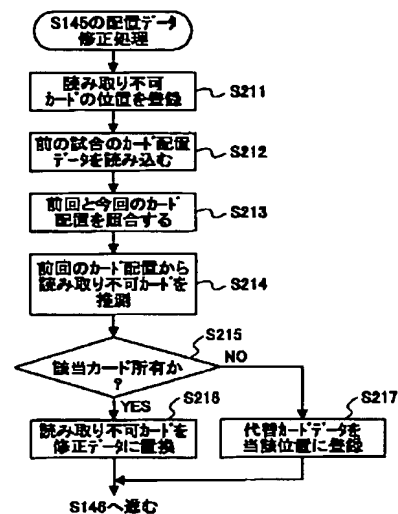 S145の配置データ
修正処理
読み取り不可
カードの位置を登録
S211
前の試合のカード配置
データを読み込む
S212
前回と今回のカード
配置を照合する
S213
前回のカード配置から
読み取り不可カードを
推測
S214
S215
該当カード所有か
?
NO
YES
S216
読み取り不可カードを
修正データに置換
S217
代替カードデータを
当該位置に登録
S146へ進む